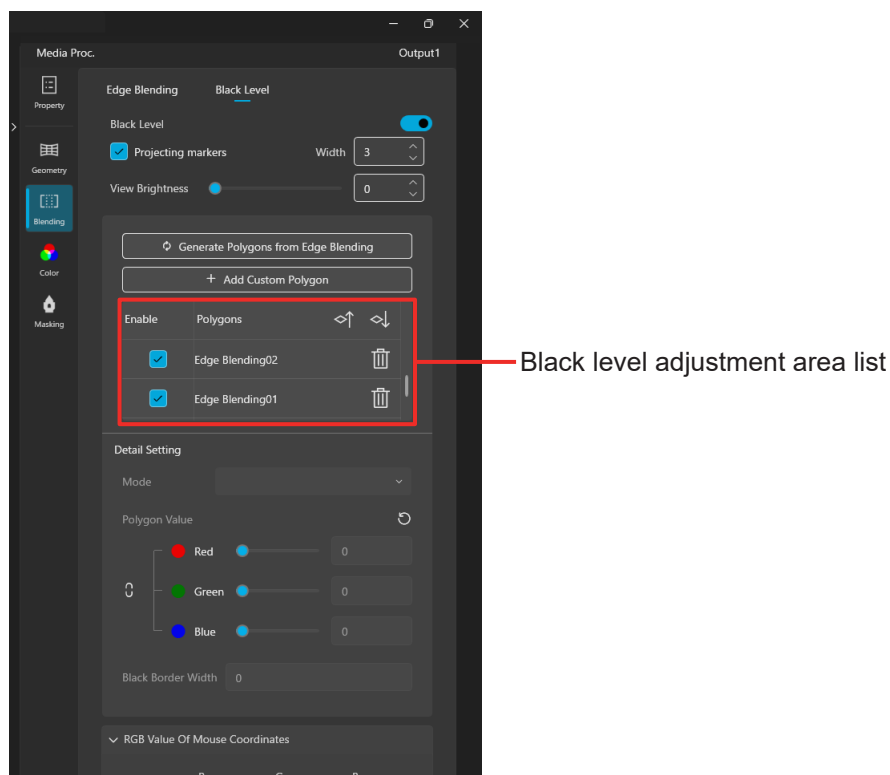 Media Proc. Output1
Property
Edge Blending Black Level
Black Level
Projecting markers Width 3
Geometry
View Brightness 0
Blending
Generate Polygons from Edge Blending
Color
Add Custom Polygon
Masking
Enable Polygons
Edge Blending02
Black level adjustment area list
Edge Blending01
Detail Setting
Mode
Polygon Value
Red 0
Green 0
Blue 0
Black Border Width 0
RGB Value Of Mouse Coordinates